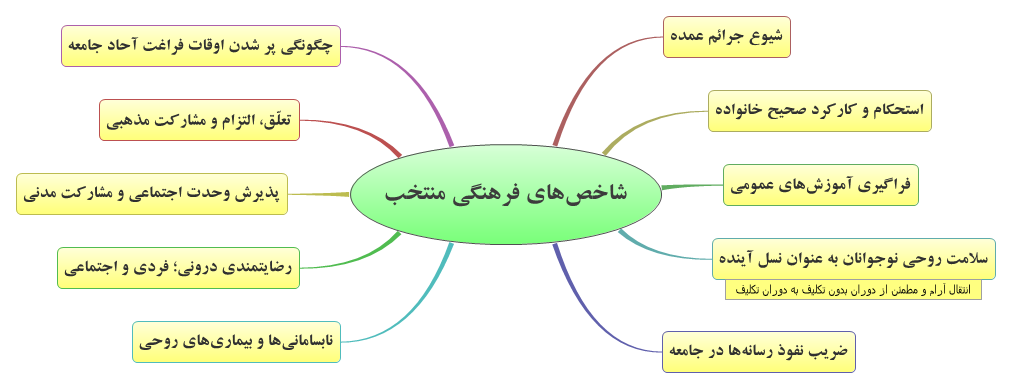 شاخص‌های فرهنگی منتخب
شیوع جرائم عمده
استحکام و کارکرد صحیح خانواده
فراگیری آموزش‌های عمومی
سلامت روحی نوجوانان به عنوان نسل آینده
انتقال آرام و مطمئن از دوران بدون تکلیف به دوران تکلیف
ضریب نفوذ رسانه‌ها در جامعه
چگونگی پر شدن اوقات فراغت آحاد جامعه
تعلّق، التزام و مشارکت مذهبی
پذیرش وحدت اجتماعی و مشارکت مدنی
رضایتمندی درونی؛ فردی و اجتماعی
نابسامانی‌ها و بیماری‌های روحی